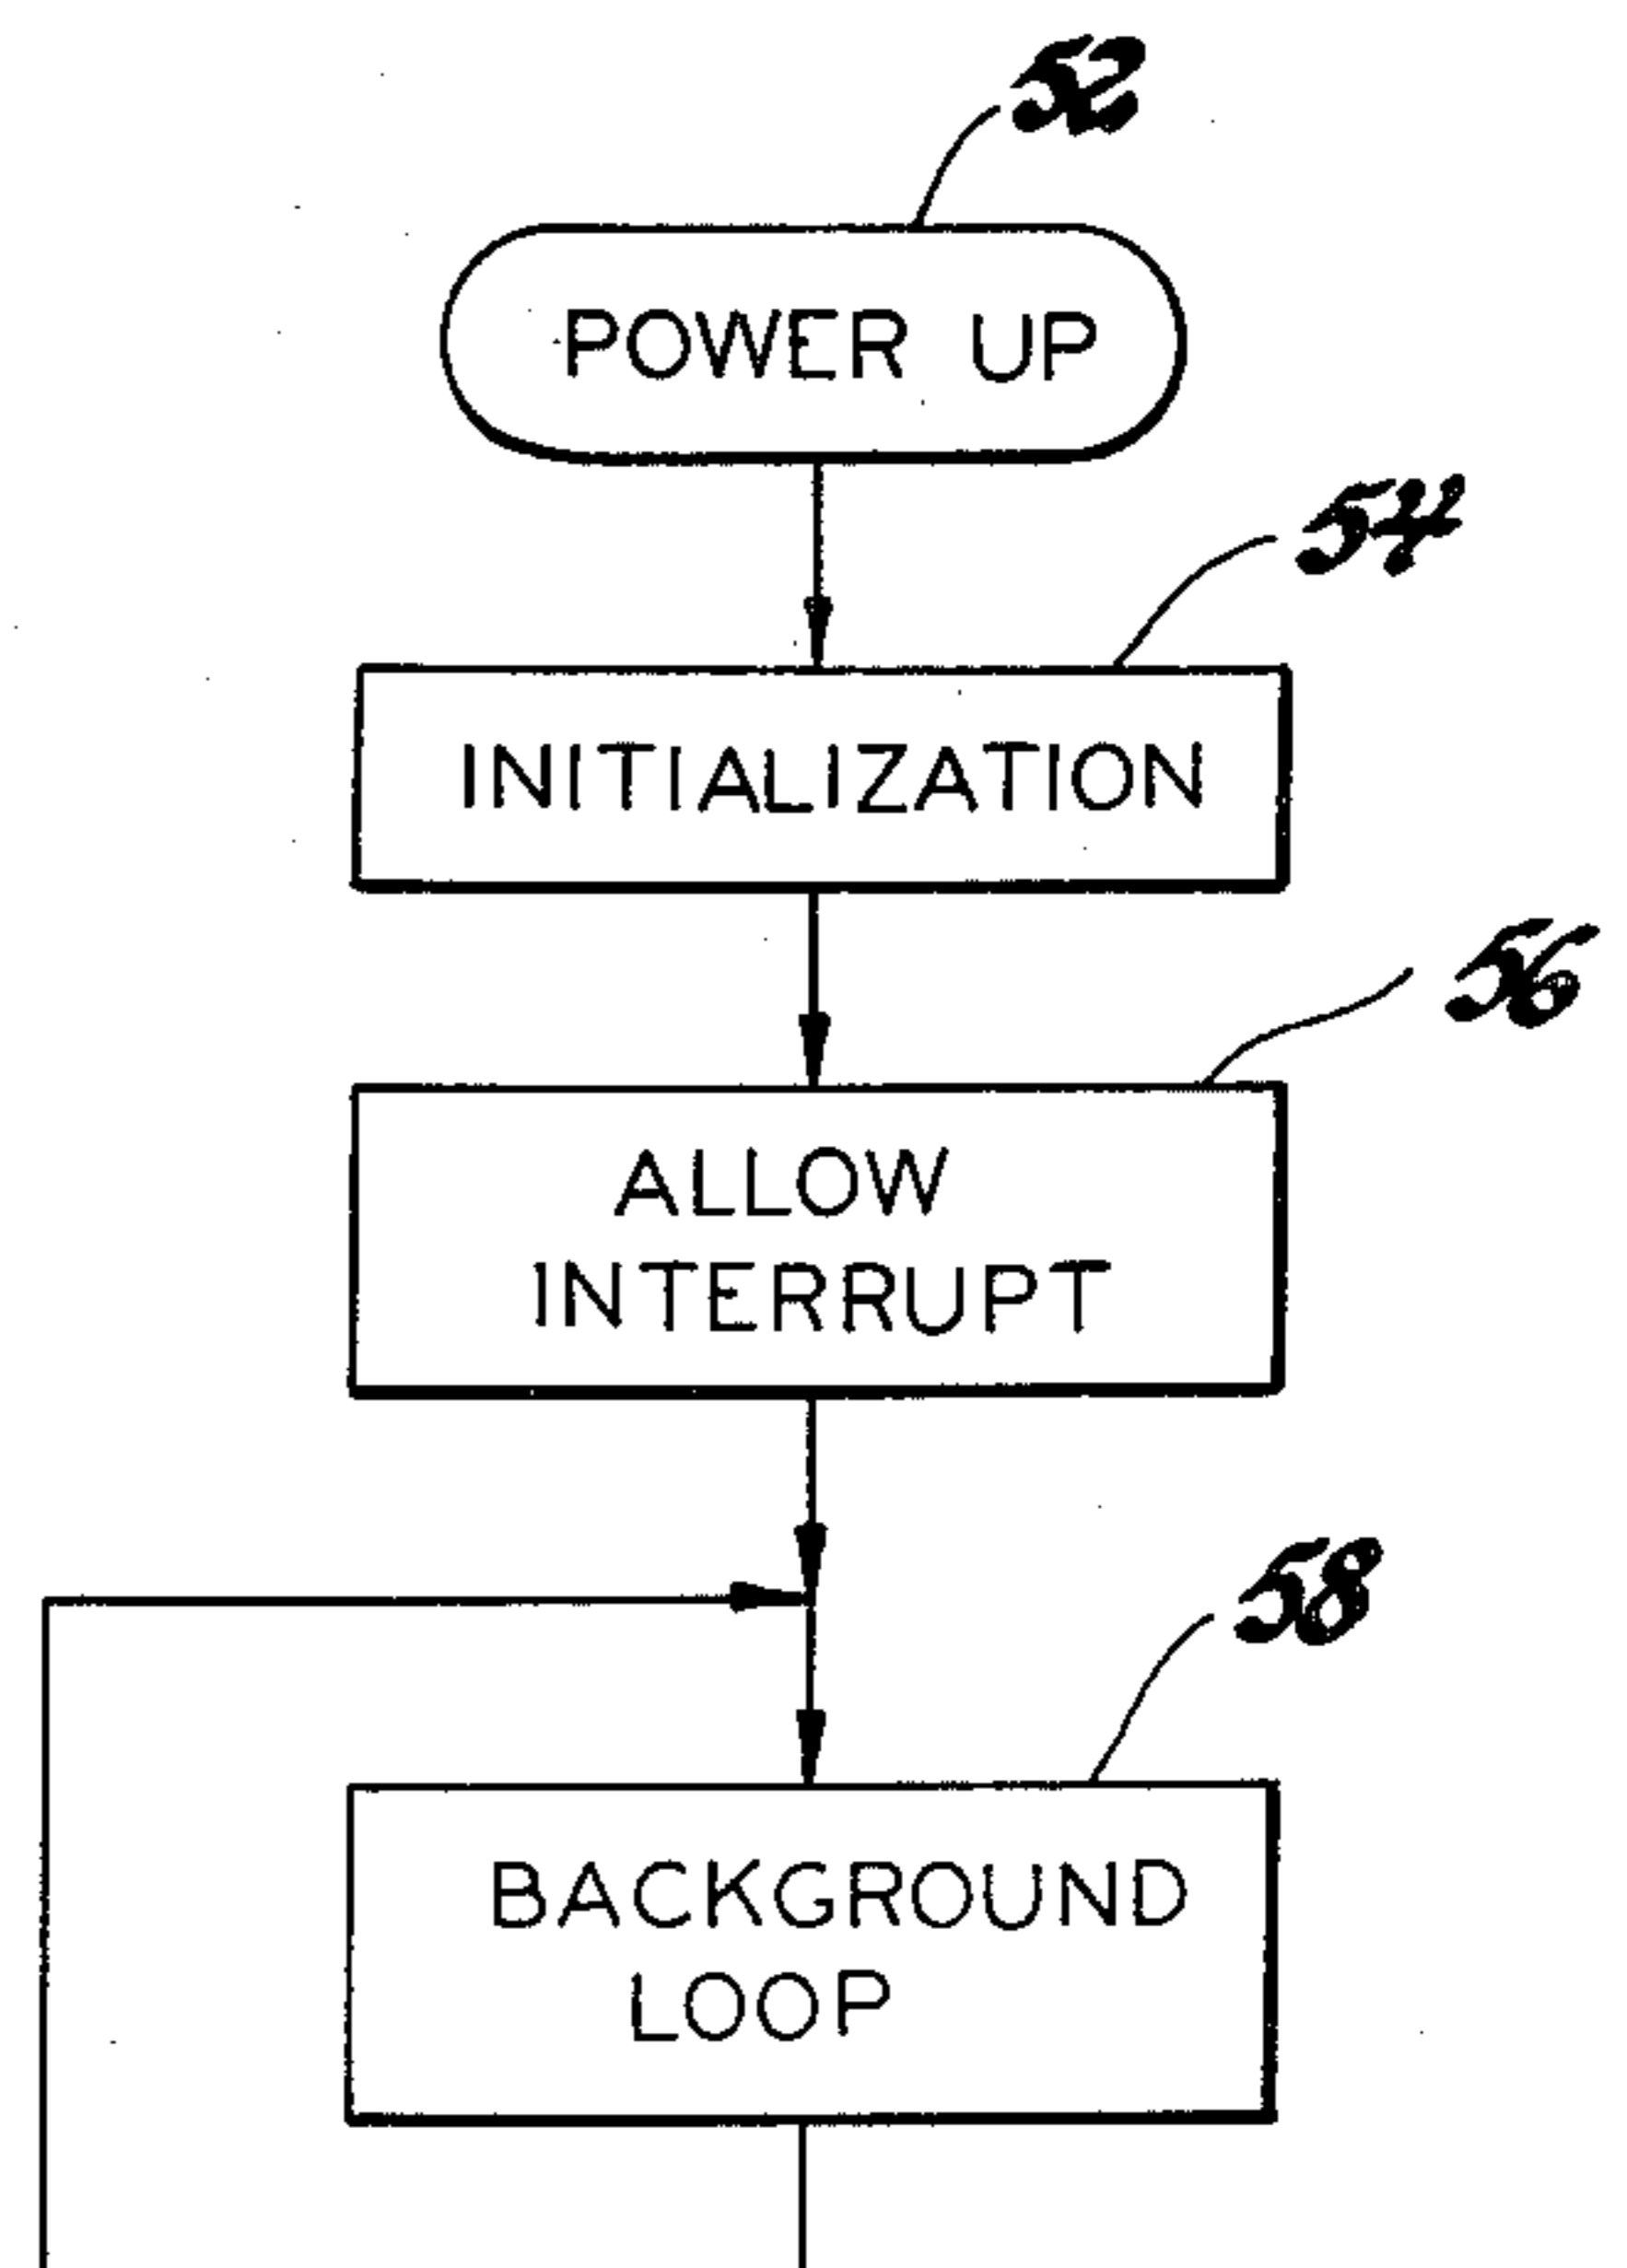 52
POWER UP
54
INITIALIZATION
56
ALLOW
INTERRUPT
58
BACKGROUND
LOOP